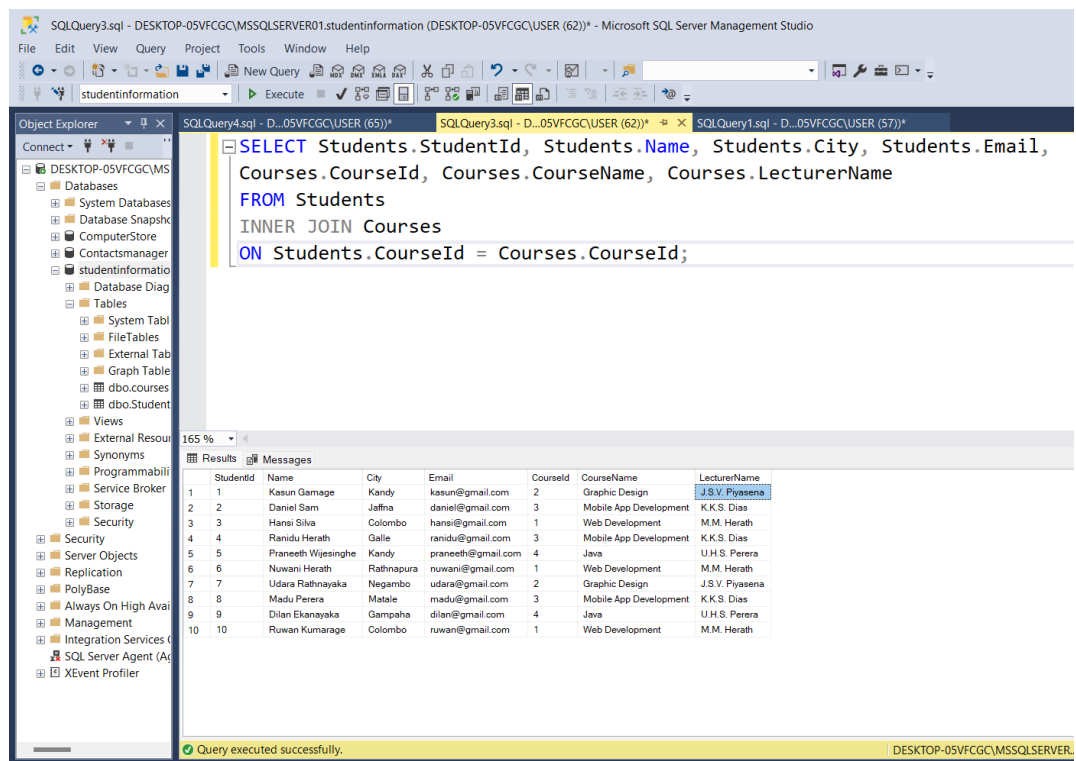 SQLQuery3.sql - DESKTOP-05VFCGC\MSSQLSERVER01.studentinformation (DESKTOP-05VFCGC\USER (62))* - Microsoft SQL Server Management Studio
File Edit View Query Project Tools Window Help
New Query MDX DMX XMLA DAX
studentinformation Execute
Object Explorer
SQLQuery4.sql - D...05VFCGC\USER (65))* SQLQuery3.sql - D...05VFCGC\USER (62))* SQLQuery1.sql - D...05VFCGC\USER (57))*
Connect
DESKTOP-05VFCGC\MS
Databases
System Databases
Database Snapsho
ComputerStore
Contactsmanager
studentinformatio
Database Diag
Tables
System Tabl
FileTables
External Tab
Graph Table
dbo.courses
dbo.Student
Views
External Resour
Synonyms
Programmabili
Service Broker
Storage
Security
Security
Server Objects
Replication
PolyBase
Always On High Avai
Management
Integration Services C
SQL Server Agent (Ag
XEvent Profiler
SELECT Students.StudentId, Students.Name, Students.City, Students.Email,
Courses.CourseId, Courses.CourseName, Courses.LecturerName
FROM Students
INNER JOIN Courses
ON Students.CourseId = Courses.CourseId;
165 %
Results Messages
StudentId Name City Email CourseId CourseName LecturerName
1 1 Kasun Gamage Kandy kasun@gmail.com 2 Graphic Design J.S.V. Piyasena
2 2 Daniel Sam Jaffna daniel@gmail.com 3 Mobile App Development K.K.S. Dias
3 3 Hansi Silva Colombo hansi@gmail.com 1 Web Development M.M. Herath
4 4 Ranidu Herath Galle ranidu@gmail.com 3 Mobile App Development K.K.S. Dias
5 5 Praneeth Wijesinghe Kandy praneeth@gmail.com 4 Java U.H.S. Perera
6 6 Nuwani Herath Rathnapura nuwani@gmail.com 1 Web Development M.M. Herath
7 7 Udara Rathnayaka Negambo udara@gmail.com 2 Graphic Design J.S.V. Piyasena
8 8 Madu Perera Matale madu@gmail.com 3 Mobile App Development K.K.S. Dias
9 9 Dilan Ekanayaka Gampaha dilan@gmail.com 4 Java U.H.S. Perera
10 10 Ruwan Kumarage Colombo ruwan@gmail.com 1 Web Development M.M. Herath
Query executed successfully. DESKTOP-05VFCGC\MSSQLSERVER...